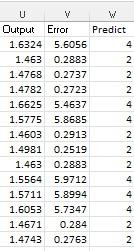 U V W
Output Error Predict
1.6324 5.6056 4
1.463 0.2883 2
1.4768 0.2737 2
1.4782 0.2723 2
1.6625 5.4637 4
1.5775 5.8685 4
1.4603 0.2913 2
1.4981 0.2519 2
1.463 0.2883 2
1.5564 5.9712 4
1.5711 5.8994 4
1.6053 5.7347 4
1.4671 0.284 2
1.4743 0.2763 2